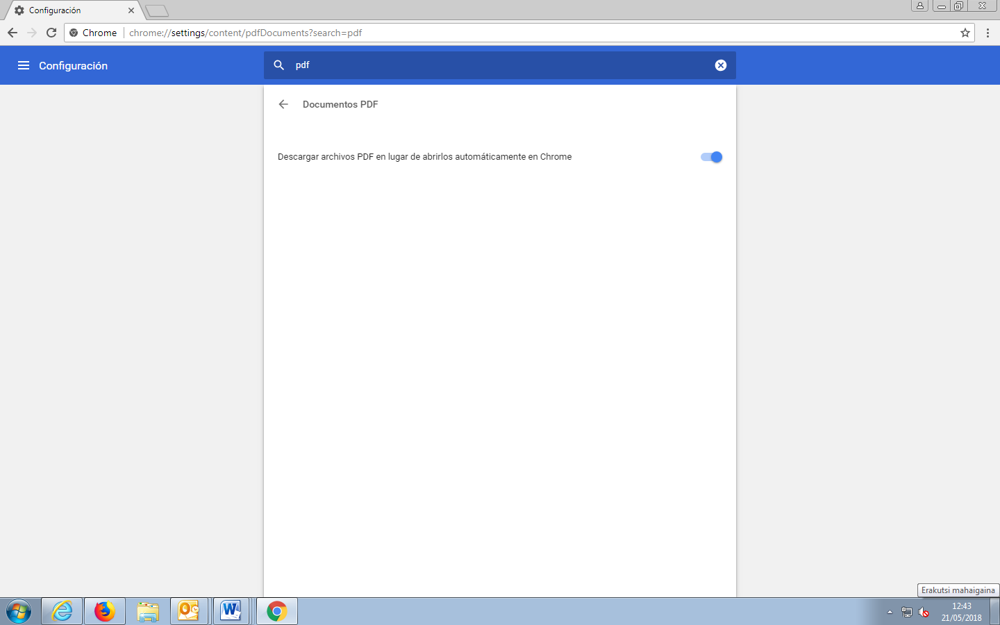 Configuración
Chrome chrome://settings/content/pdfDocuments?search=pdf
Configuración
pdf
Documentos PDF
Descargar archivos PDF en lugar de abrirlos automáticamente en Chrome
Erakutsi mahaigaina
12:43
21/05/2018